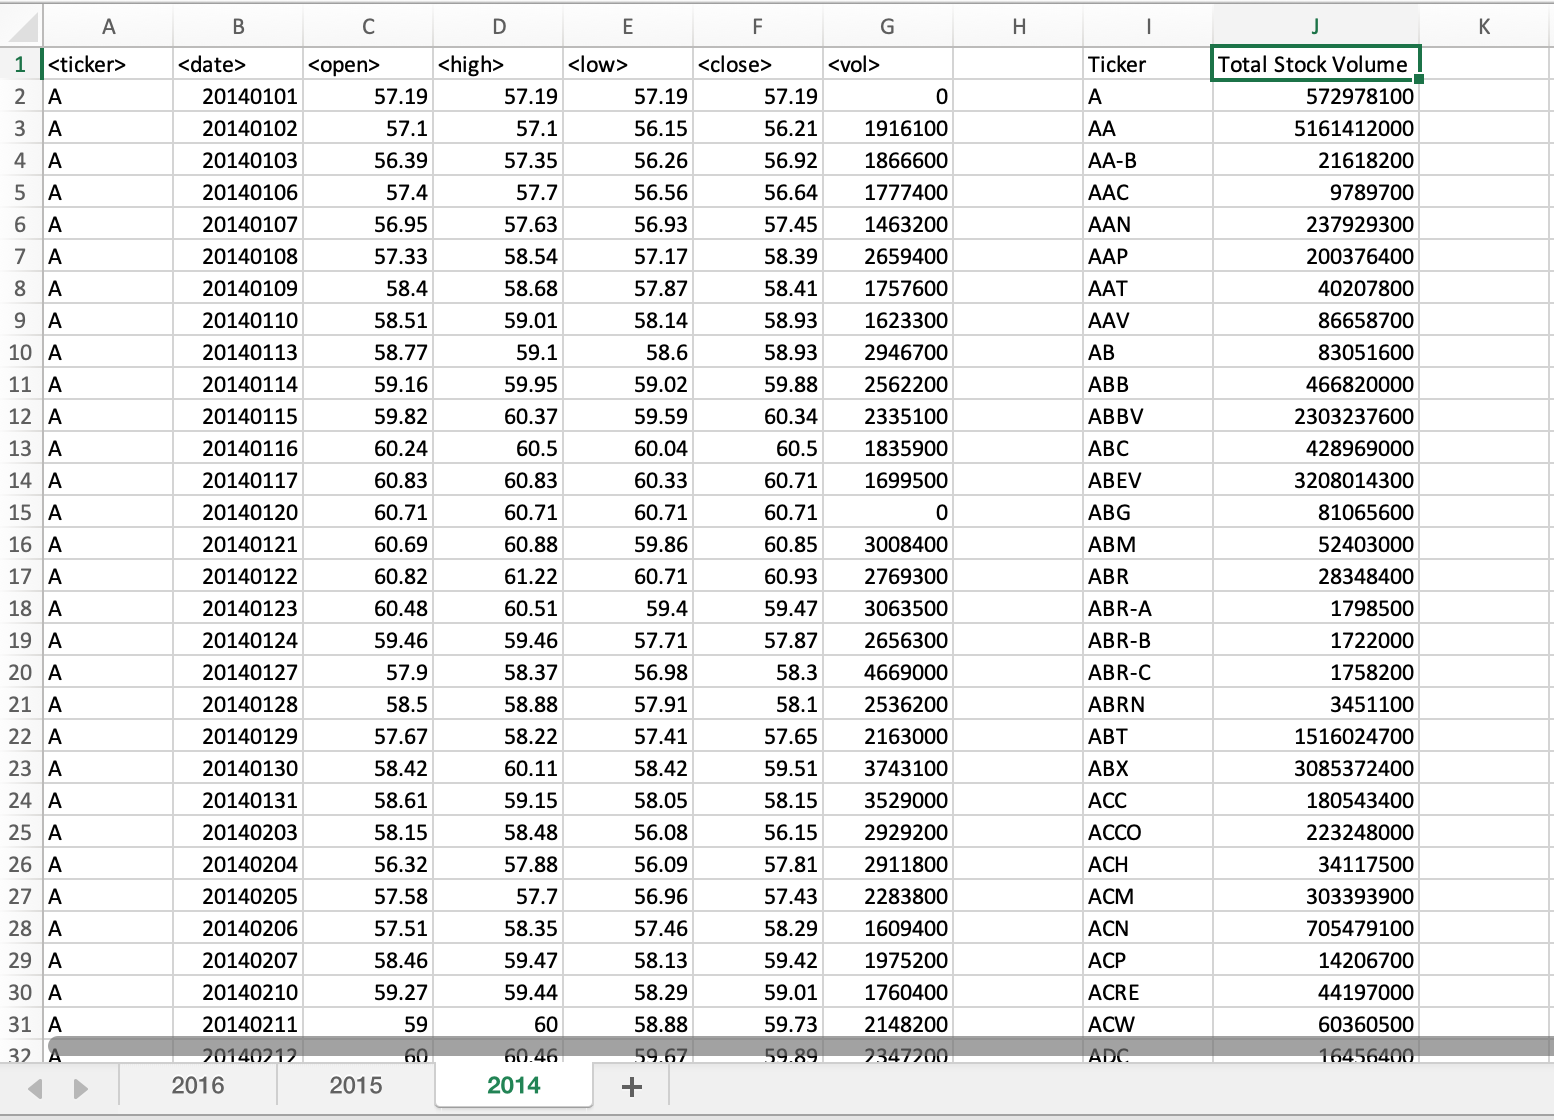 A B C D E F G H I J K
1 <ticker> <date> <open> <high> <low> <close> <vol> Ticker Total Stock Volume
2 A 20140101 57.19 57.19 57.19 57.19 0 A 572978100
3 A 20140102 57.1 57.1 56.15 56.21 1916100 AA 5161412000
4 A 20140103 56.39 57.35 56.26 56.92 1866600 AA-B 21618200
5 A 20140106 57.4 57.7 56.56 56.64 1777400 AAC 9789700
6 A 20140107 56.95 57.63 56.93 57.45 1463200 AAN 237929300
7 A 20140108 57.33 58.54 57.17 58.39 2659400 AAP 200376400
8 A 20140109 58.4 58.68 57.87 58.41 1757600 AAT 40207800
9 A 20140110 58.51 59.01 58.14 58.93 1623300 AAV 86658700
10 A 20140113 58.77 59.1 58.6 58.93 2946700 AB 83051600
11 A 20140114 59.16 59.95 59.02 59.88 2562200 ABB 466820000
12 A 20140115 59.82 60.37 59.59 60.34 2335100 ABBV 2303237600
13 A 20140116 60.24 60.5 60.04 60.5 1835900 ABC 428969000
14 A 20140117 60.83 60.83 60.33 60.71 1699500 ABEV 3208014300
15 A 20140120 60.71 60.71 60.71 60.71 0 ABG 81065600
16 A 20140121 60.69 60.88 59.86 60.85 3008400 ABM 52403000
17 A 20140122 60.82 61.22 60.71 60.93 2769300 ABR 28348400
18 A 20140123 60.48 60.51 59.4 59.47 3063500 ABR-A 1798500
19 A 20140124 59.46 59.46 57.71 57.87 2656300 ABR-B 1722000
20 A 20140127 57.9 58.37 56.98 58.3 4669000 ABR-C 1758200
21 A 20140128 58.5 58.88 57.91 58.1 2536200 ABRN 3451100
22 A 20140129 57.67 58.22 57.41 57.65 2163000 ABT 1516024700
23 A 20140130 58.42 60.11 58.42 59.51 3743100 ABX 3085372400
24 A 20140131 58.61 59.15 58.05 58.15 3529000 ACC 180543400
25 A 20140203 58.15 58.48 56.08 56.15 2929200 ACCO 223248000
26 A 20140204 56.32 57.88 56.09 57.81 2911800 ACH 34117500
27 A 20140205 57.58 57.7 56.96 57.43 2283800 ACM 303393900
28 A 20140206 57.51 58.35 57.46 58.29 1609400 ACN 705479100
29 A 20140207 58.46 59.47 58.13 59.42 1975200 ACP 14206700
30 A 20140210 59.27 59.44 58.29 59.01 1760400 ACRE 44197000
31 A 20140211 59 60 58.88 59.73 2148200 ACW 60360500
32 A 20140212 60 60.46 59.67 59.89 2347200 ADC 16456400
2016 2015 2014 +